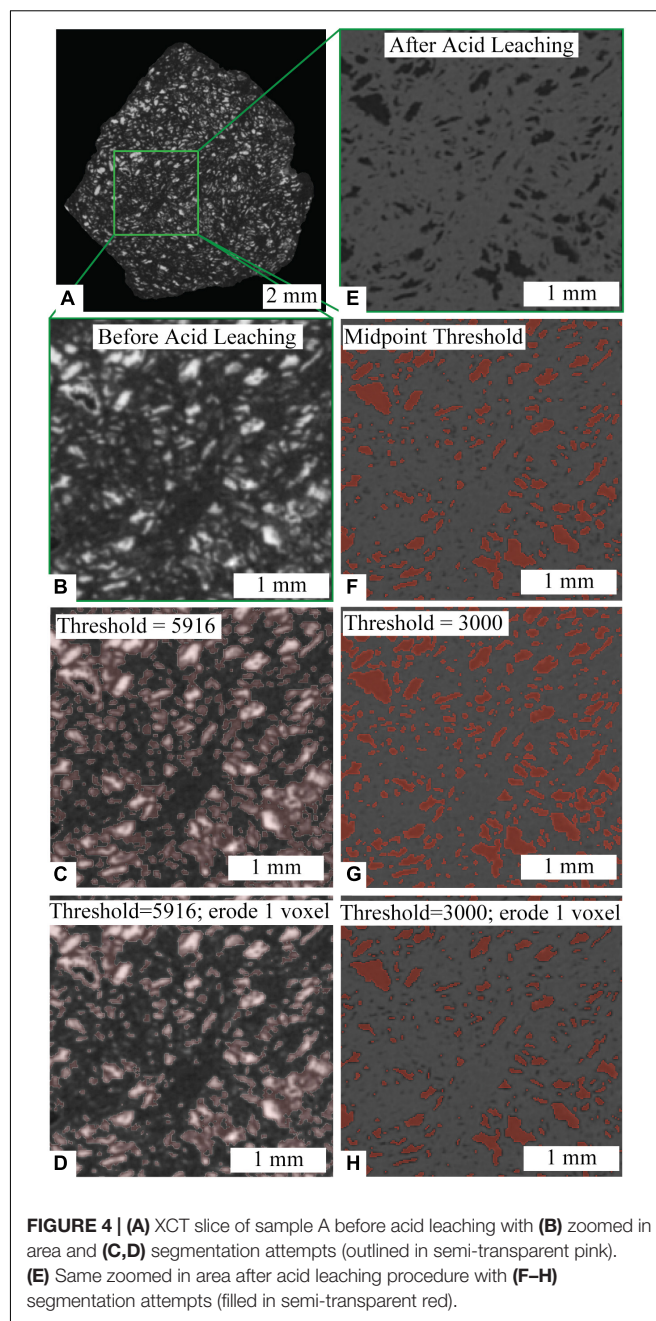 After Acid Leaching
A
2 mm
E
1 mm
Before Acid Leaching
B
1 mm
Midpoint Threshold
F
1 mm
Threshold = 5916
C
1 mm
Threshold = 3000
G
1 mm
Threshold=5916; erode 1 voxel
D
1 mm
Threshold=3000; erode 1 voxel
H
1 mm
FIGURE 4 | (A) XCT slice of sample A before acid leaching with (B) zoomed in
area and (C,D) segmentation attempts (outlined in semi-transparent pink).
(E) Same zoomed in area after acid leaching procedure with (F–H)
segmentation attempts (filled in semi-transparent red).